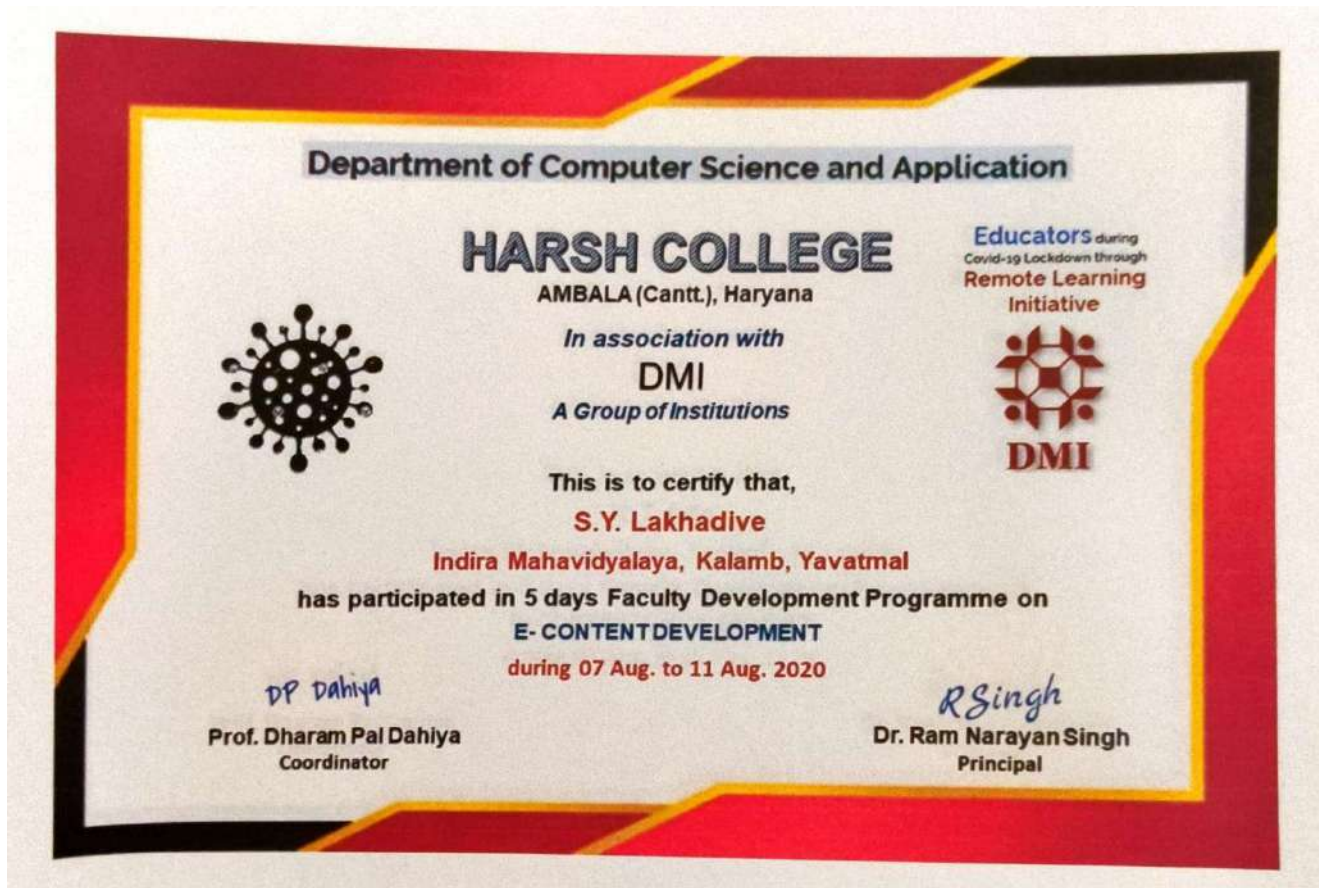 Department of Computer Science and Application
HARSH COLLEGE
AMBALA (Cantt.), Haryana
In association with
DMI
A Group of Institutions
Educators during
Covid-19 Lockdown through
Remote Learning
Initiative
DMI
This is to certify that,
S.Y. Lakhadive
Indira Mahavidyalaya, Kalamb, Yavatmal
has participated in 5 days Faculty Development Programme on
E- CONTENT DEVELOPMENT
during 07 Aug. to 11 Aug. 2020
DP Dahiya
Prof. Dharam Pal Dahiya
Coordinator
RSingh
Dr. Ram Narayan Singh
Principal